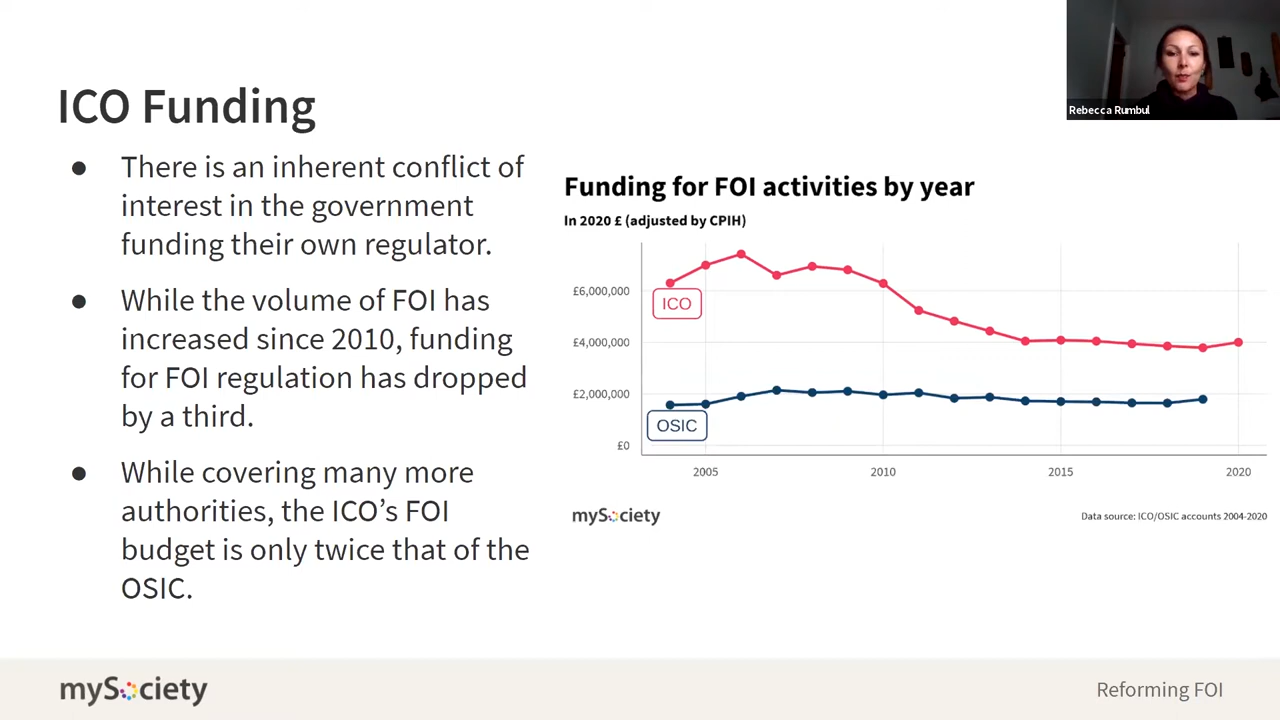 Rebecca Rumbul
ICO Funding
● There is an inherent conflict of
interest in the government
funding their own regulator.
● While the volume of FOI has
increased since 2010, funding
for FOI regulation has dropped
by a third.
● While covering many more
authorities, the ICO’s FOI
budget is only twice that of the
OSIC.
Funding for FOI activities by year
In 2020 £ (adjusted by CPIH)
£6,000,000
£4,000,000
£2,000,000
£0
ICO
OSIC
2005 2010 2015 2020
mySociety
Data source: ICO/OSIC accounts 2004-2020
mySociety
Reforming FOI